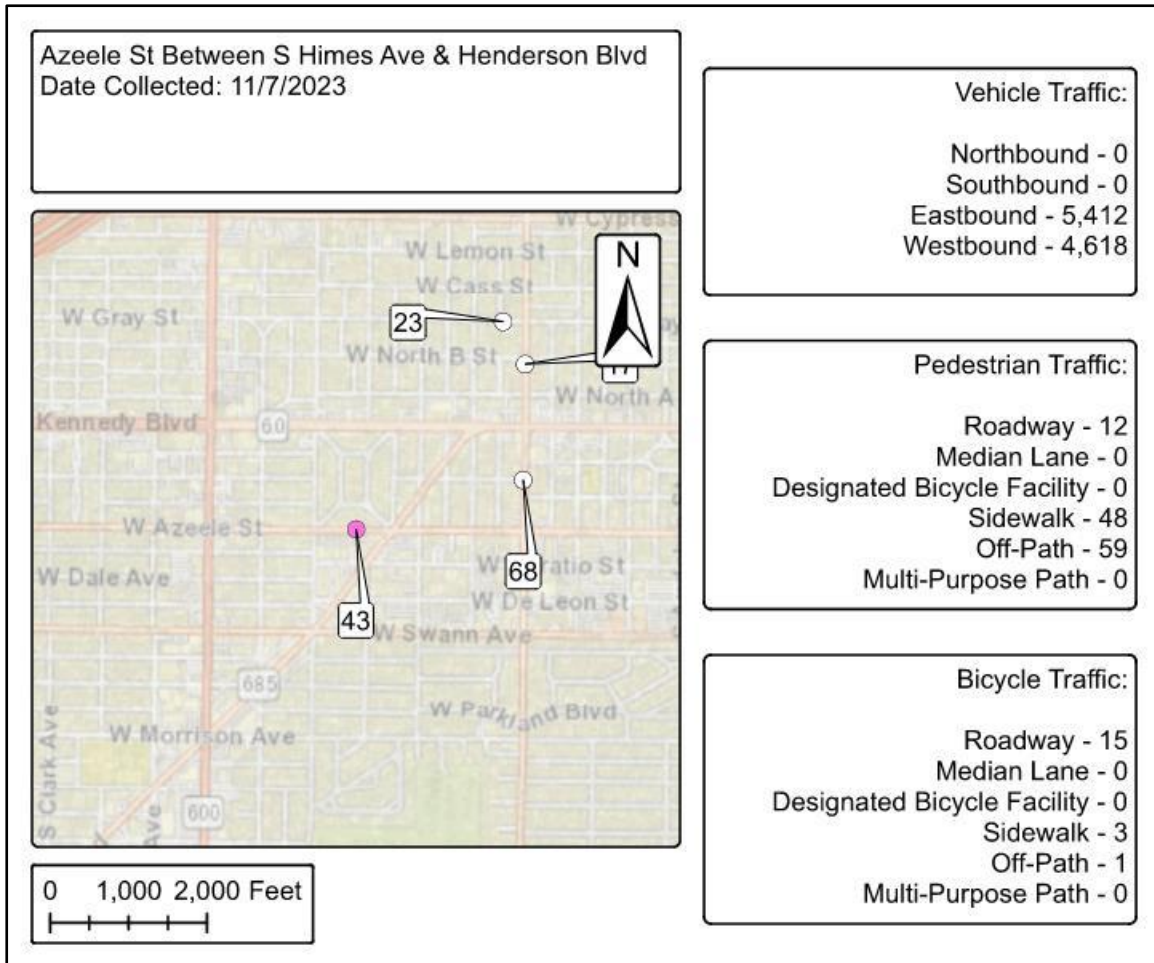 Azeele St Between S Himes Ave & Henderson Blvd
Date Collected: 11/7/2023
W Cypress
W Lemon St
W Cass St
N
W Gray St
23
W North B St
W North A
Kennedy Blvd
60
W Azeele St
W Dale Ave
68
W De Leon St
43
W Swann Ave
685
W Parkland Blvd
W Morrison Ave
S Clark Ave
600
Ave
0 1,000 2,000 Feet
Vehicle Traffic:
Northbound - 0
Southbound - 0
Eastbound - 5,412
Westbound - 4,618
Pedestrian Traffic:
Roadway - 12
Median Lane - 0
Designated Bicycle Facility - 0
Sidewalk - 48
Off-Path - 59
Multi-Purpose Path - 0
Bicycle Traffic:
Roadway - 15
Median Lane - 0
Designated Bicycle Facility - 0
Sidewalk - 3
Off-Path - 1
Multi-Purpose Path - 0